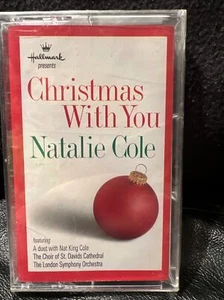 Hallmark
presents
Christmas
With You
Natalie Cole
featuring
A duet with Nat King Cole
The Choir of St. Davids Cathedral
The London Symphony Orchestra